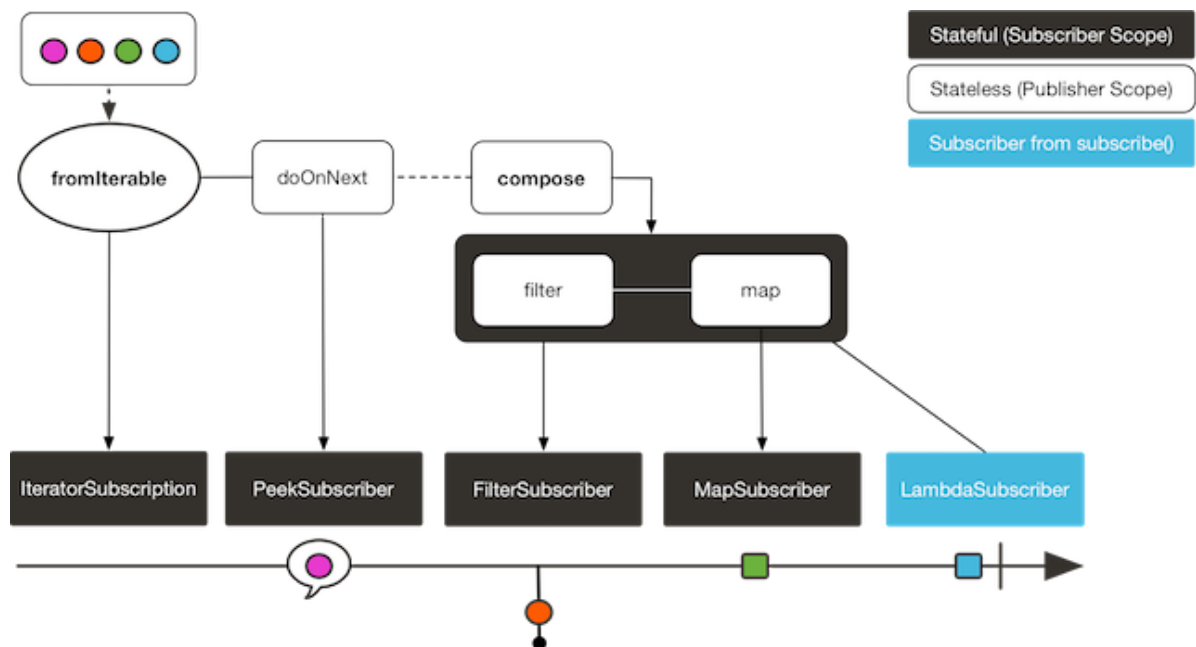 Stateful (Subscriber Scope)
Stateless (Publisher Scope)
Subscriber from subscribe()
fromIterable
doOnNext
compose
filter
map
IteratorSubscription
PeekSubscriber
FilterSubscriber
MapSubscriber
LambdaSubscriber